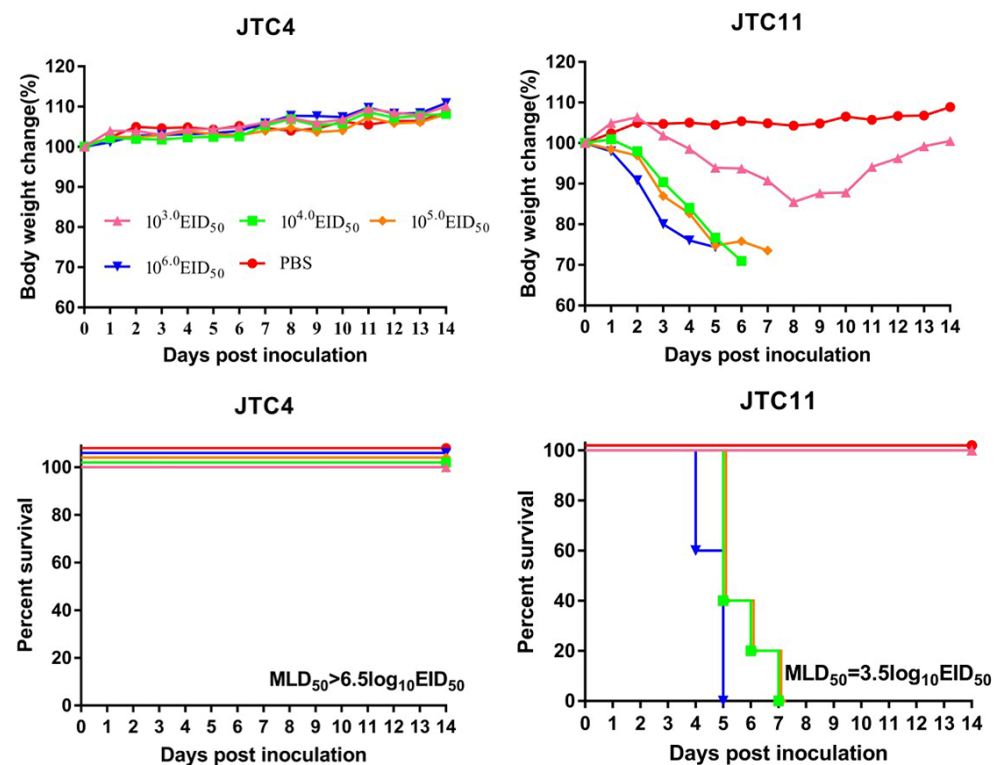 JTC4
Body weight change(%)
120
110
100
90
80
70
60
10^3.0EID50
10^4.0EID50
10^5.0EID50
10^6.0EID50
PBS
0 1 2 3 4 5 6 7 8 9 10 11 12 13 14
Days post inoculation
JTC11
Body weight change(%)
120
110
100
90
80
70
60
0 1 2 3 4 5 6 7 8 9 10 11 12 13 14
Days post inoculation
JTC4
Percent survival
100
80
60
40
20
0
MLD50>6.5log10EID50
0 1 2 3 4 5 6 7 8 9 10 11 12 13 14
Days post inoculation
JTC11
Percent survival
100
80
60
40
20
0
MLD50=3.5log10EID50
0 1 2 3 4 5 6 7 8 9 10 11 12 13 14
Days post inoculation